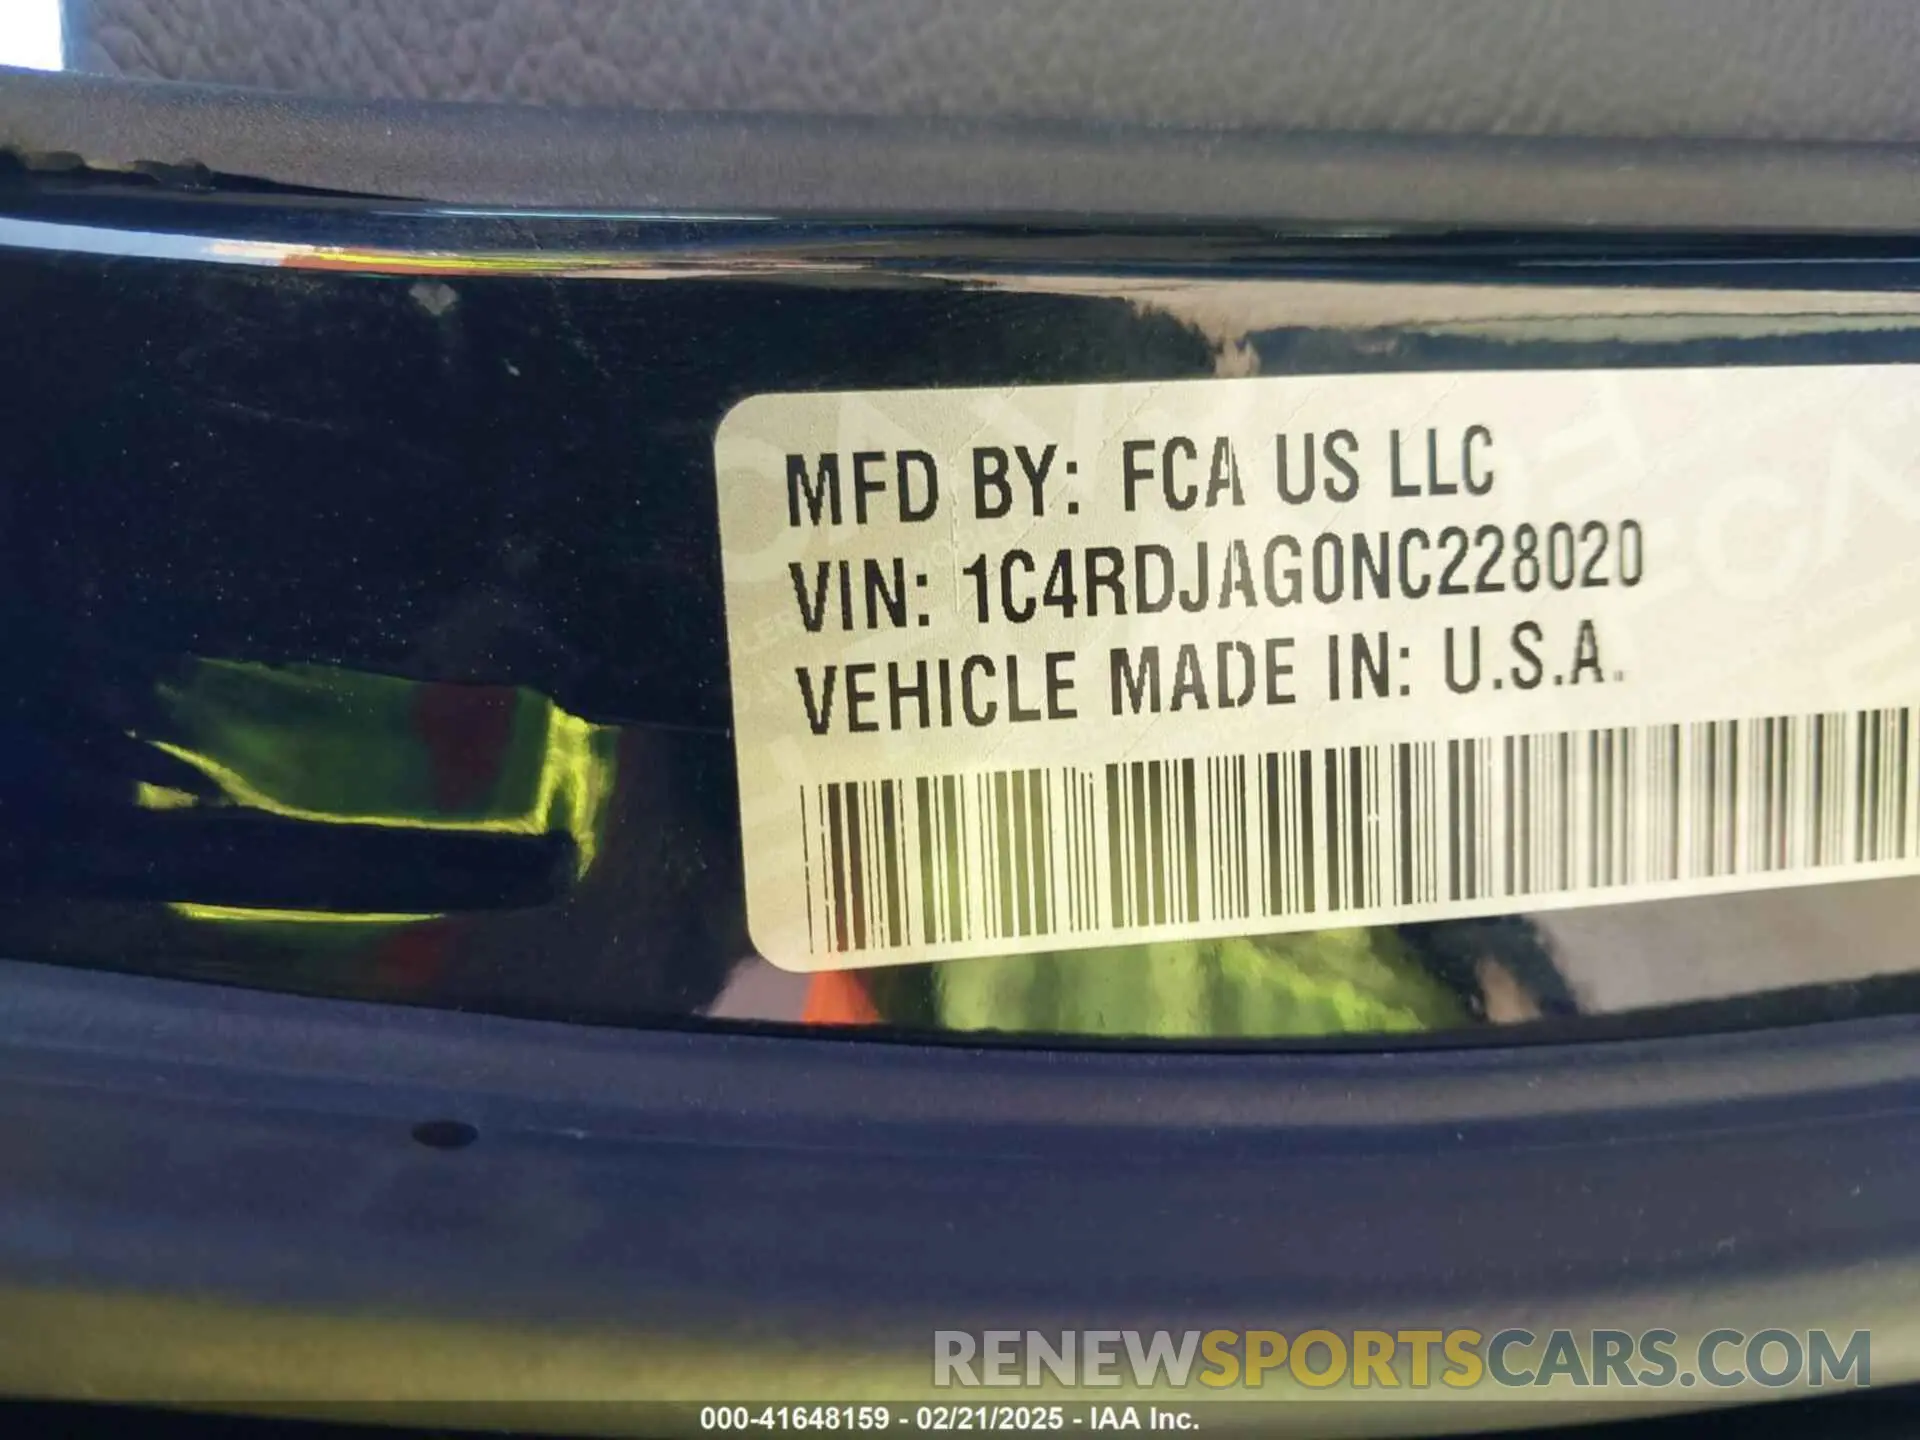 MFD BY: FCA US LLC
VIN: 1C4RDJAG0NC228020
VEHICLE MADE IN: U.S.A.
RENEWSPORTSCARS.COM
000-41648159 - 02/21/2025 - IAA Inc.